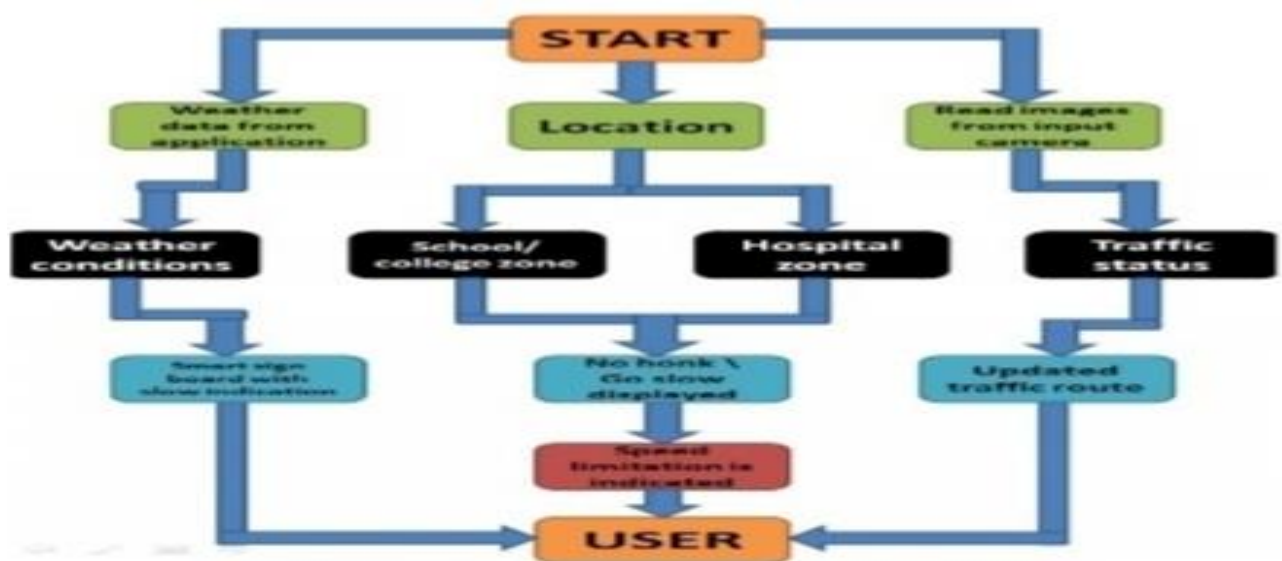 START
Weather
data from
application
Location
Read images
from input
camera
Weather
conditions
School/
college zone
Hospital
zone
Traffic
status
Smart sign
board with
slow indication
No honk \
Go slow
displayed
Updated
traffic route
Speed
limitation is
indicated
USER